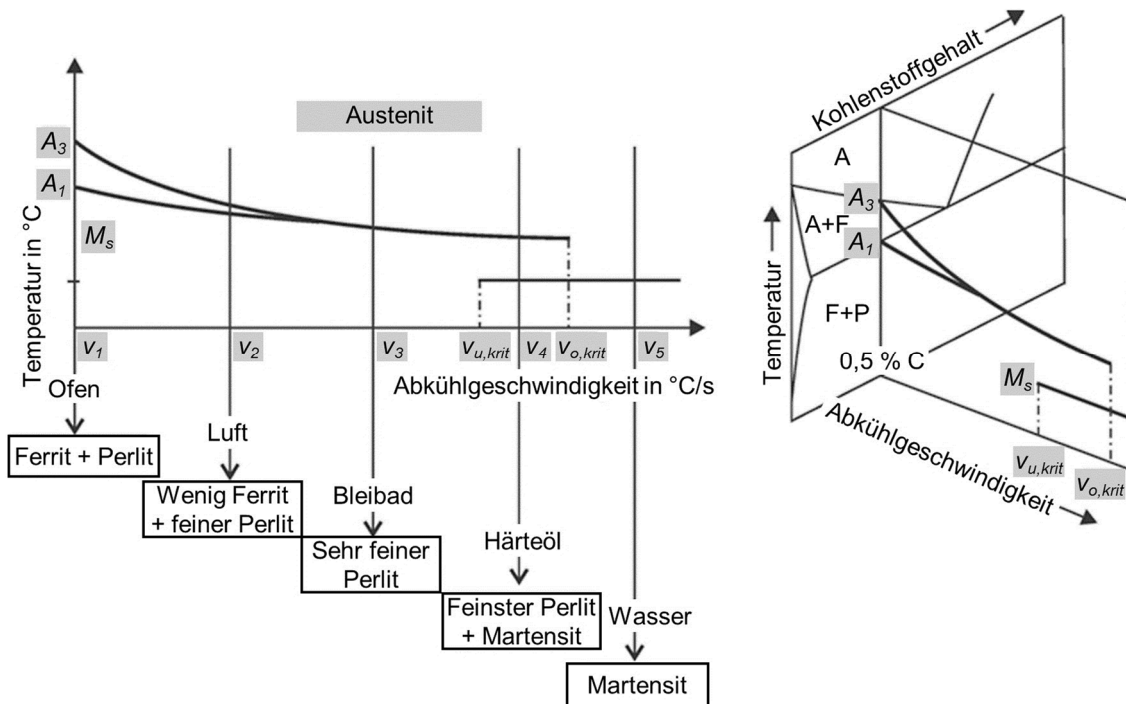 Austenit
A3
A1
Ms
Temperatur in °C
v1
v2
v3
vu,krit
v4
vo,krit
v5
Abkühlgeschwindigkeit in °C/s
Ofen
Ferrit + Perlit
Luft
Wenig Ferrit
+ feiner Perlit
Bleibad
Sehr feiner
Perlit
Härteöl
Feinster Perlit
+ Martensit
Wasser
Martensit
Kohlenstoffgehalt
A
A3
A+F
A1
Temperatur
F+P
0,5 % C
Ms
vu,krit
vo,krit
Abkühlgeschwindigkeit